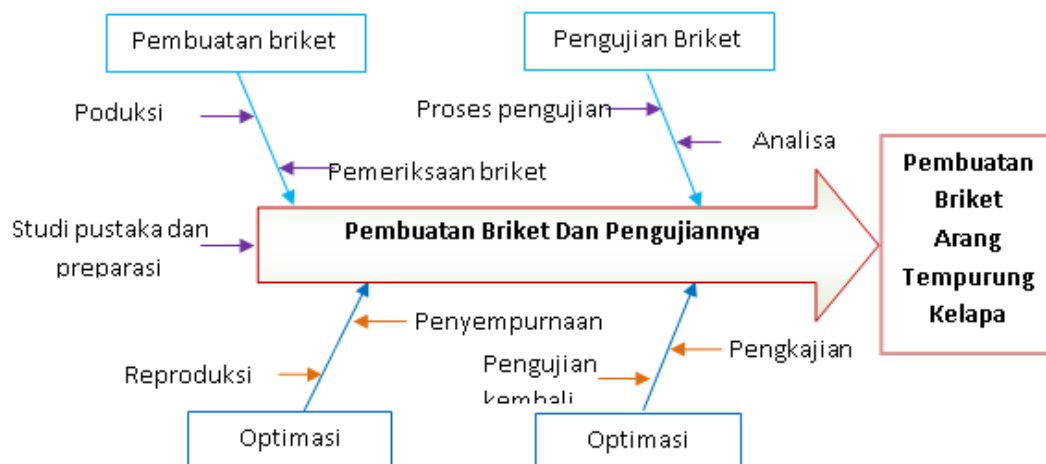 Pembuatan briket
Pengujian Briket
Poduksi
Proses pengujian
Analisa
Pemeriksaan briket
Studi pustaka dan
preparasi
Pembuatan Briket Dan Pengujiannya
Pembuatan
Briket
Arang
Tempurung
Kelapa
Penyempurnaan
Reproduksi
Pengujian
kembali
Pengkajian
Optimasi
Optimasi